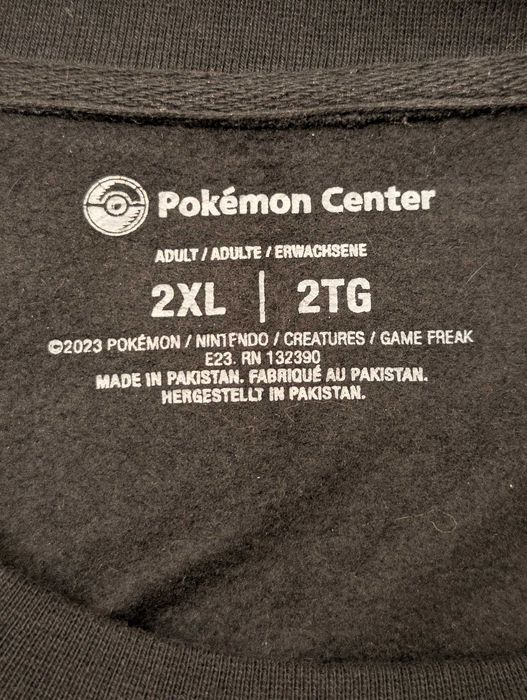 Pokémon Center
ADULT / ADULTE / ERWACHSENE
2XL | 2TG
©2023 POKÉMON / NINTENDO / CREATURES / GAME FREAK
E23. RN 132390
MADE IN PAKISTAN. FABRIQUÉ AU PAKISTAN.
HERGESTELLT IN PAKISTAN.